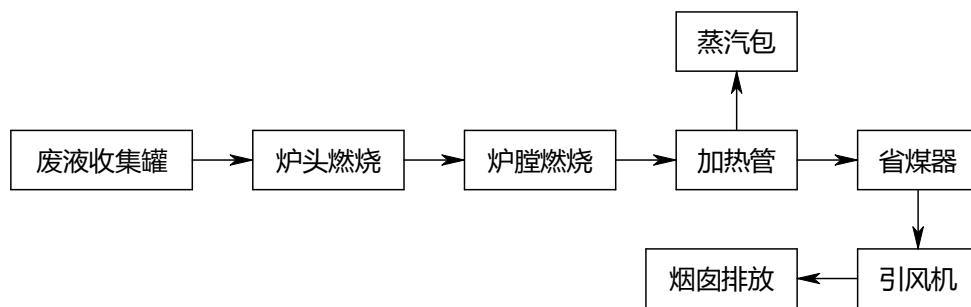 蒸汽包
废液收集罐
炉头燃烧
炉膛燃烧
加热管
省煤器
烟囱排放
引风机